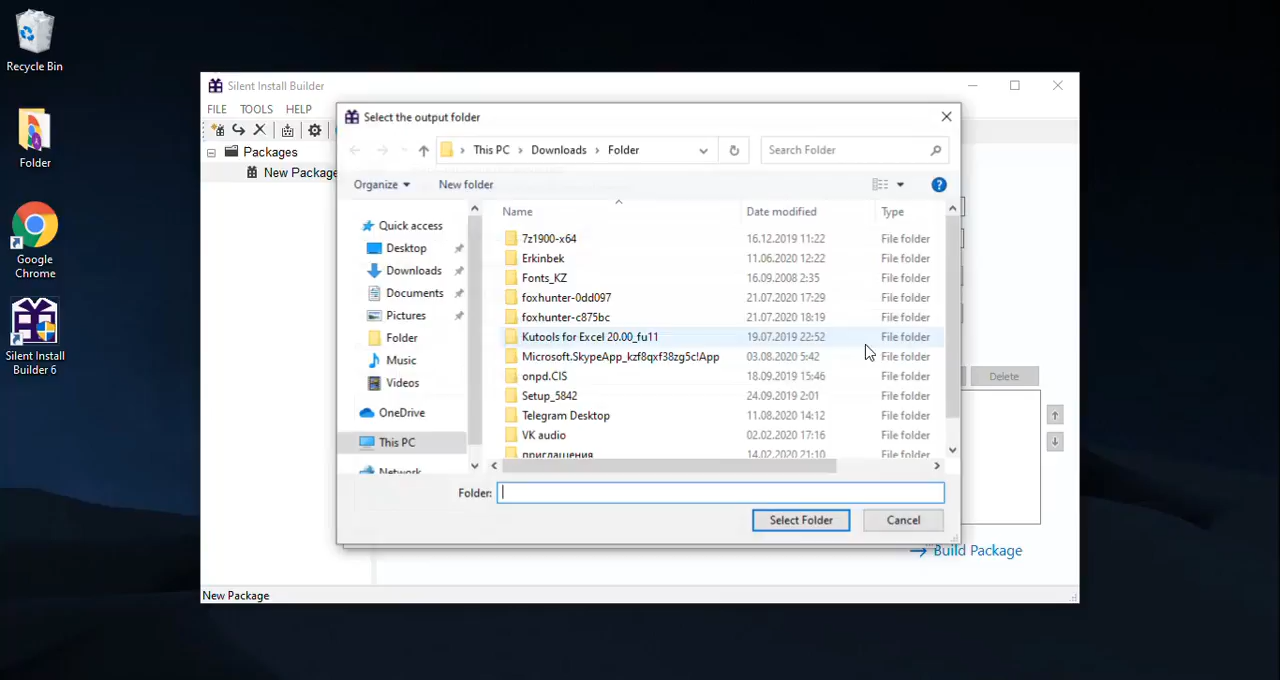 Recycle Bin
Folder
Google
Chrome
Silent Install
Builder 6
Silent Install Builder
FILE TOOLS HELP
Packages
New Package
Select the output folder
This PC > Downloads > Folder
Search Folder
Organize
New folder
Quick access
Desktop
Downloads
Documents
Pictures
Folder
Music
Videos
OneDrive
This PC
Network
Name Date modified Type
7z1900-x64 16.12.2019 11:22 File folder
Erkinbek 11.06.2020 12:22 File folder
Fonts_KZ 16.09.2008 2:35 File folder
foxhunter-0dd097 21.07.2020 17:29 File folder
foxhunter-c875bc 21.07.2020 18:19 File folder
Kutools for Excel 20.00_fu11 19.07.2019 22:52 File folder
Microsoft.SkypeApp_kzf8qxf38zg5c!App 03.08.2020 5:42 File folder
onpd.CIS 18.09.2019 15:46 File folder
Setup_5842 24.09.2019 2:01 File folder
Telegram Desktop 11.08.2020 14:12 File folder
VK audio 02.02.2020 17:16 File folder
приглашения 14.02.2020 21:10 File folder
Folder:
Select Folder
Cancel
Delete
→ Build Package
New Package